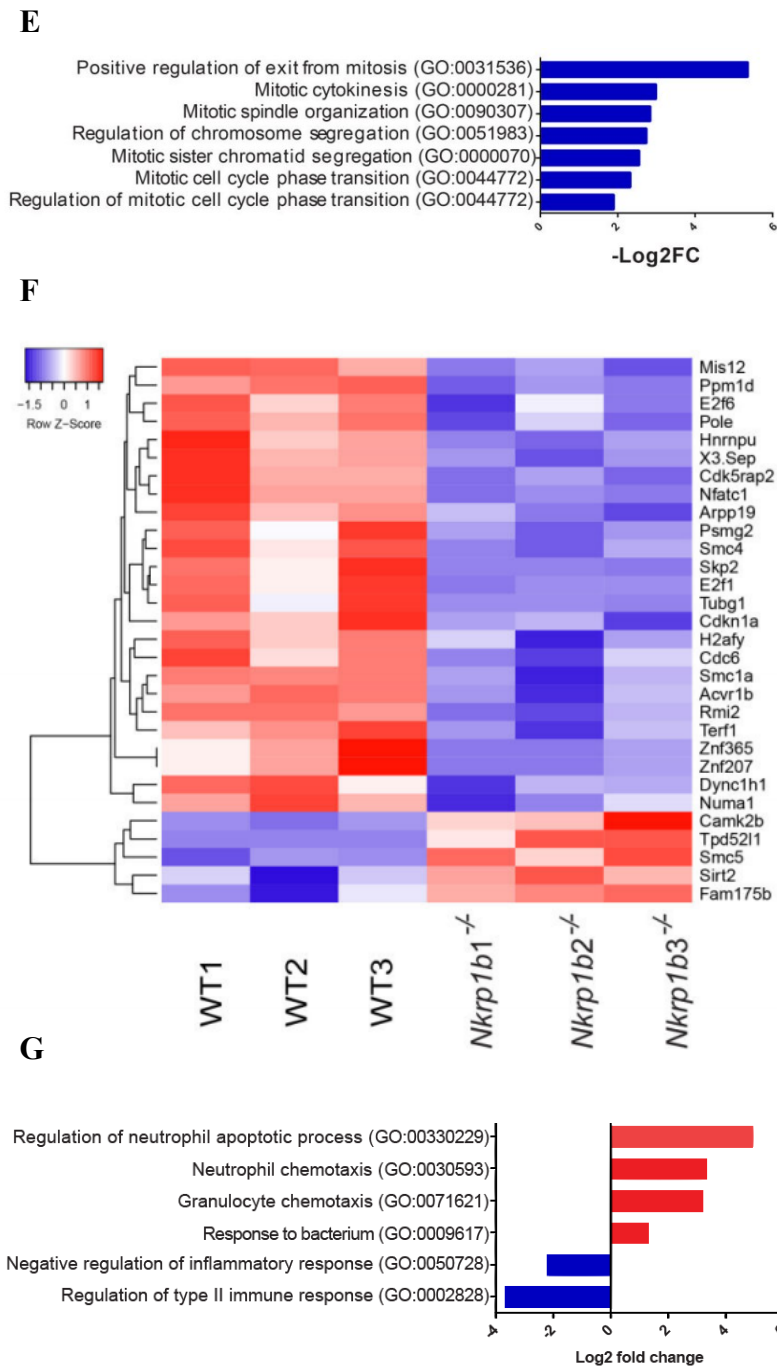 E
Positive regulation of exit from mitosis (GO:0031536)
Mitotic cytokinesis (GO:0000281)
Mitotic spindle organization (GO:0090307)
Regulation of chromosome segregation (GO:0051983)
Mitotic sister chromatid segregation (GO:0000070)
Mitotic cell cycle phase transition (GO:0044772)
Regulation of mitotic cell cycle phase transition (GO:0044772)
0 2 4 6
-Log2FC
F
−1.5 0 1
Row Z−Score
Mis12
Ppm1d
E2f6
Pole
Hnrnpu
X3.Sep
Cdk5rap2
Nfatc1
Arpp19
Psmg2
Smc4
Skp2
E2f1
Tubg1
Cdkn1a
H2afy
Cdc6
Smc1a
Acvr1b
Rmi2
Terf1
Znf365
Znf207
Dync1h1
Numa1
Camk2b
Tpd52l1
Smc5
Sirt2
Fam175b
WT1 WT2 WT3 Nkrp1b1-/- Nkrp1b2-/- Nkrp1b3-/-
G
Regulation of neutrophil apoptotic process (GO:00330229)
Neutrophil chemotaxis (GO:0030593)
Granulocyte chemotaxis (GO:0071621)
Response to bacterium (GO:0009617)
Negative regulation of inflammatory response (GO:0050728)
Regulation of type II immune response (GO:0002828)
-4 -2 0 2 4
Log2 fold change